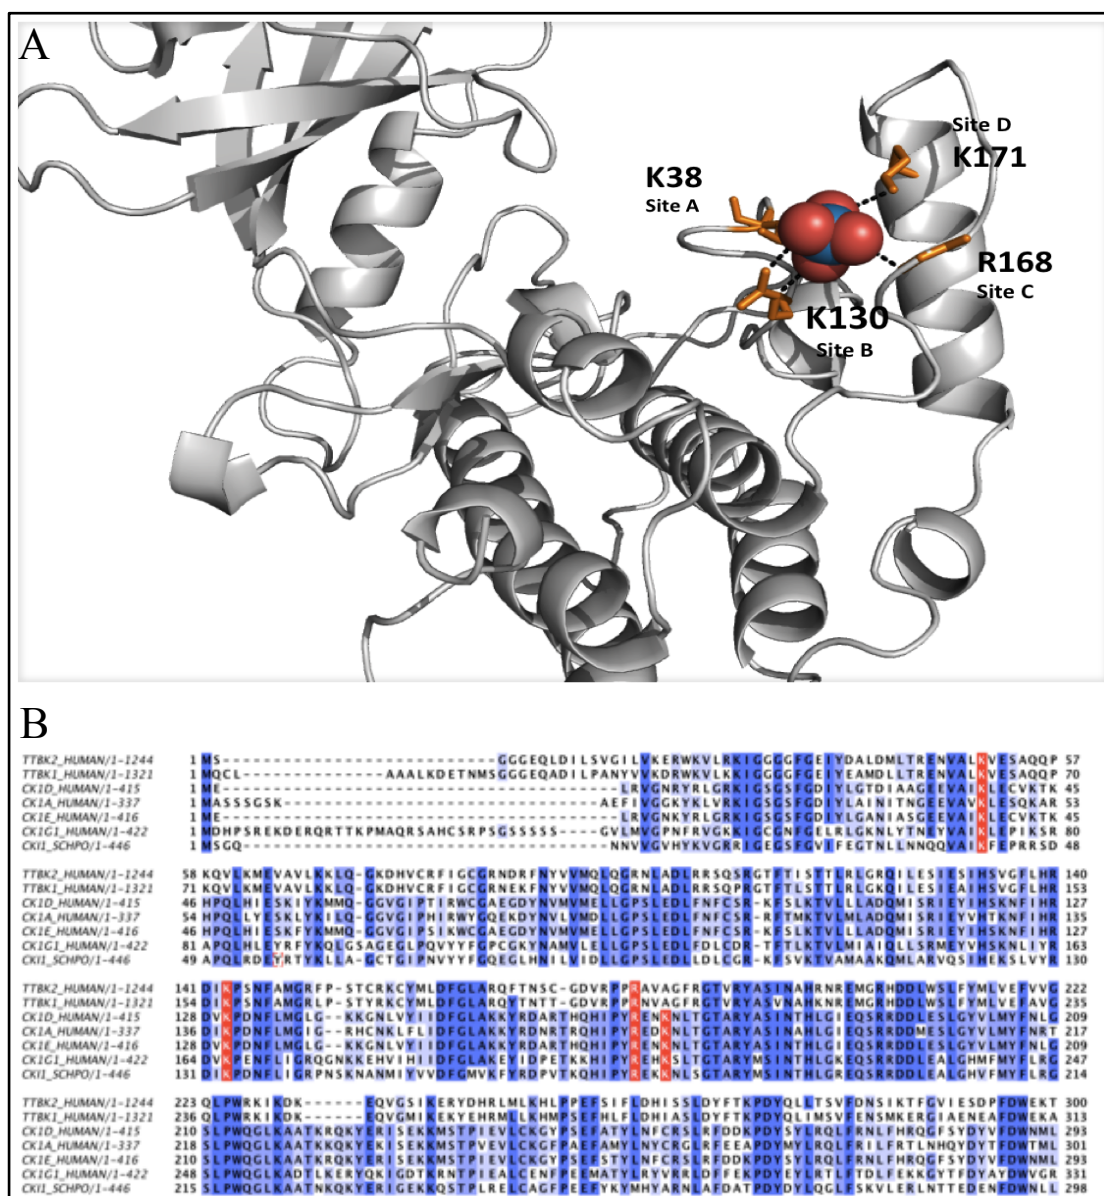 A
Site D
K171
K38
Site A
R168
Site C
K130
Site B
B
TTBK2_HUMAN/1-1244 1 MS---------------------------GGGEQLDILSVGILVKERWKVLRKIGGGGFGEIYDALDMLTRENVALKVESAQQP 57
TTBK1_HUMAN/1-1321 1 MQCL--------------AAALKDETNMSGGGEQADILPANYVVKDRWKVLKKIGGGGFGEIYEAMDLLTRENVALKVESAQQP 70
CK1D_HUMAN/1-415 1 ME---------------------------------------LRVGNRYRLGRKIGSGSFGDIYLGTDIAAGEEVAIKLECVKTK 45
CK1A_HUMAN/1-337 1 MASSSGSK-------------------------------AEFIVGGKYKLVRKIGSGSFGDIYLAINITNGEEVAVKLESQKAR 53
CK1E_HUMAN/1-416 1 ME---------------------------------------LRVGNKYRLGRKIGSGSFGDIYLGANIASGEEVAIKLECVKTK 45
CK1G1_HUMAN/1-422 1 MDHPSREKDERQRTTKPMAQRSAHCSRPSGSSSSS----GVLMVGPNFRVGKKIGCGNFGELRLGKNLYTNEYVAIKLEPIKSR 80
CKI1_SCHPO/1-446 1 MSGQ------------------------------------NNVVGVHYKVGRRIGEGSFGVIFEGTNLLNNQQVAIKFEPRRSD 48
TTBK2_HUMAN/1-1244 58 KQVLKMEVAVLKKLQ-GKDHVCRFIGCGRNDRFNYVVMQLQGRNLADLRRSQSRGTFTISTTLRLGRQILESIESIHSVGFLHR 140
TTBK1_HUMAN/1-1321 71 KQVLKMEVAVLKKLQ-GKDHVCRFIGCGRNEKFNYVVMQLQGRNLADLRRSQPRGTFTLSTTLRLGKQILESIEAIHSVGFLHR 153
CK1D_HUMAN/1-415 46 HPQLHIESKIYKMMQ-GGVGIPTIRWCGAEGDYNVMVMELLGPSLEDLFNFCSR-KFSLKTVLLLADQMISRIEYIHSKNFIHR 127
CK1A_HUMAN/1-337 54 HPQLLYESKLYKILQ-GGVGIPHIRWYGQEKDYNVLVMDLLGPSLEDLFNFCSR-RFTMKTVLMLADQMISRIEYVHTKNFIHR 135
CK1E_HUMAN/1-416 46 HPQLHIESKFYKMMQ-GGVGIPSIKWCGAEGDYNVMVMELLGPSLEDLFNFCSR-KFSLKTVLLLADQMISRIEYIHSKNFIHR 127
CK1G1_HUMAN/1-422 81 APQLHLEYRFYKQLGSAGEGLPQVYYFGPCGKYNAMVLELLGPSLEDLFDLCDR-TFTLKTVLMIAIQLLSRMEYVHSKNLIYR 163
CKI1_SCHPO/1-446 49 APQLRDEYRTYKLLA-GCTGIPNVYYFGQEGLHNILVIDLLGPSLEDLLDLCGR-KFSVKTVAMAAKQMLARVQSIHEKSLVYR 130
TTBK2_HUMAN/1-1244 141 DIKPSNFAMGRFP-STCRKCYMLDFGLARQFTNSC-GDVRPPRAVAGFRGTVRYASINAHRNREMGRHDDLWSLFYMLVEFVVG 222
TTBK1_HUMAN/1-1321 154 DIKPSNFAMGRLP-STYRKCYMLDFGLARQYTNTT-GDVRPPRNVAGFRGTVRYASVNAHKNREMGRHDDLWSLFYMLVEFAVG 235
CK1D_HUMAN/1-415 128 DVKPDNFLMGLG--KKGNLVYIIDFGLAKKYRDARTHQHIPYRENKNLTGTARYASINTHLGIEQSRRDDLESLGYVLMYFNLG 209
CK1A_HUMAN/1-337 136 DIKPDNFLMGIG--RHCNKLFLIDFGLAKKYRDNRTRQHIPYREDKNLTGTARYASINAHLGIEQSRRDDMESLGYVLMYFNRT 217
CK1E_HUMAN/1-416 128 DVKPDNFLMGLG--KKGNLVYIIDFGLAKKYRDARTHQHIPYRENKNLTGTARYASINTHLGIEQSRRDDLESLGYVLMYFNLG 209
CK1G1_HUMAN/1-422 164 DVKPENFLIGRQGNKKEHVIHIIDFGLAKEYIDPETKKHIPYREHKSLTGTARYMSINTHLGKEQSRRDDLEALGHMFMYFLRG 247
CKI1_SCHPO/1-446 131 DIKPDNFLIGRPNSKNANMIYVVDFGMVKFYRDPVTKQHIPYREKKNLSGTARYMSINTHLGREQSRRDDLEALGHVFMYFLRG 214
TTBK2_HUMAN/1-1244 223 QLPWRKIKDK------EQVGSIKERYDHRLMLKHLPPEFSIFLDHISSLDYFTKPDYQLLTSVFDNSIKTFGVIESDPFDWEKT 300
TTBK1_HUMAN/1-1321 236 QLPWRKIKDK------EQVGMIKEKYEHRMLLKHMPSEFHLFLDHIASLDYFTKPDYQLIMSVFENSMKERGIAENEAFDWEKA 313
CK1D_HUMAN/1-415 210 SLPWQGLKAATKRQKYERISEKKMSTPIEVLCKGYPSEFATYLNFCRSLRFDDKPDYSYLRQLFRNLFHRQGFSYDYVFDWNML 293
CK1A_HUMAN/1-337 218 SLPWQGLKAATKKQKYEKISEKKMSTPVEVLCKGFPAEFAMYLNYCRGLRFEEAPDYMYLRQLFRILFRTLNHQYDYTFDWTML 301
CK1E_HUMAN/1-416 210 SLPWQGLKAATKRQKYERISEKKMSTPIEVLCKGYPSEFSTYLNFCRSLRFDDKPDYSYLRQLFRNLFHRQGFSYDYVFDWNML 293
CK1G1_HUMAN/1-422 248 SLPWQGLKADTLKERYQKIGDTKRNTPIEALCENFPEEMATYLRYVRRLDFFEKPDYEYLRTLFTDLFEKKGYTFDYAYDWVGR 331
CKI1_SCHPO/1-446 215 SLPWQGLKAATNKQKYERIGEKKQSTPLRELCAGFPEEFYKYMHYARNLAFDATPDYDYLQGLFSKVLERLNTTEDENFDWNLL 298